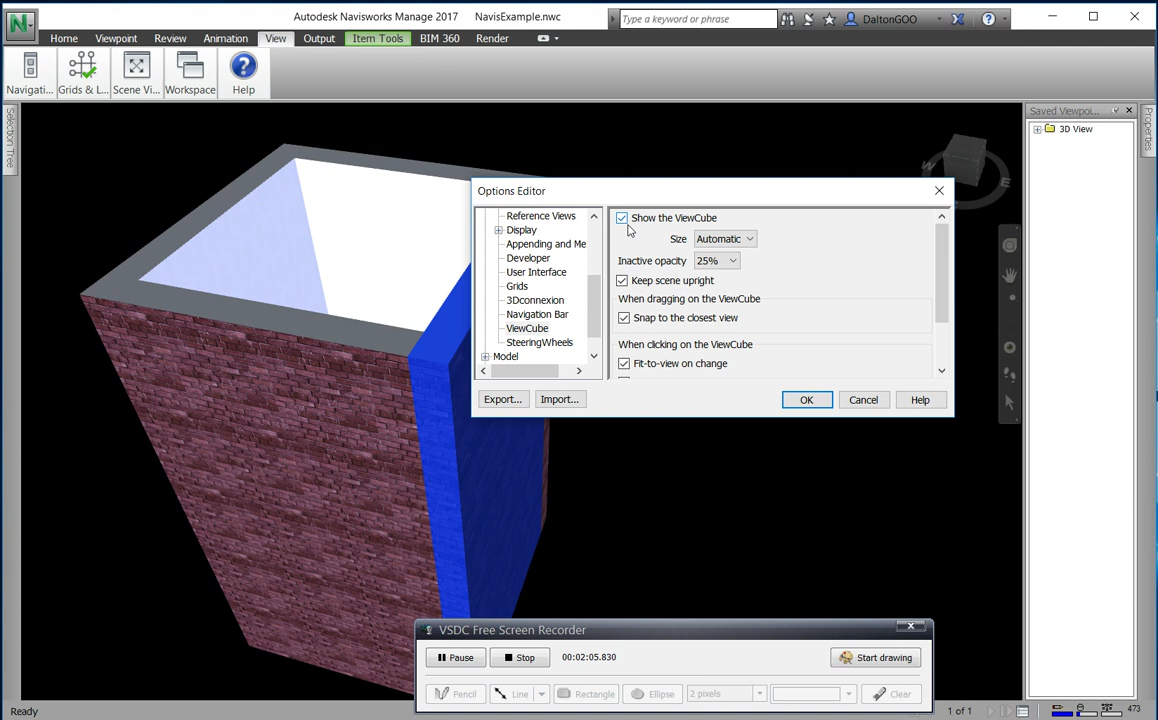 Autodesk Navisworks Manage 2017 NavisExample.nwc
Type a keyword or phrase
DaltonGOO
Home Viewpoint Review Animation View Output Item Tools BIM 360 Render
Navigati... Grids & L... Scene Vi... Workspace Help
Selection Tree
Saved Viewpoi...
3D View
Properties
W E
Options Editor
Reference Views
Display
Appending and Me
Developer
User Interface
Grids
3Dconnexion
Navigation Bar
ViewCube
SteeringWheels
Model
Show the ViewCube
Size Automatic
Inactive opacity 25%
Keep scene upright
When dragging on the ViewCube
Snap to the closest view
When clicking on the ViewCube
Fit-to-view on change
Export... Import... OK Cancel Help
VSDC Free Screen Recorder
Pause Stop 00:02:05.830 Start drawing
Pencil Line Rectangle Ellipse 2 pixels Clear
Ready 1 of 1 473